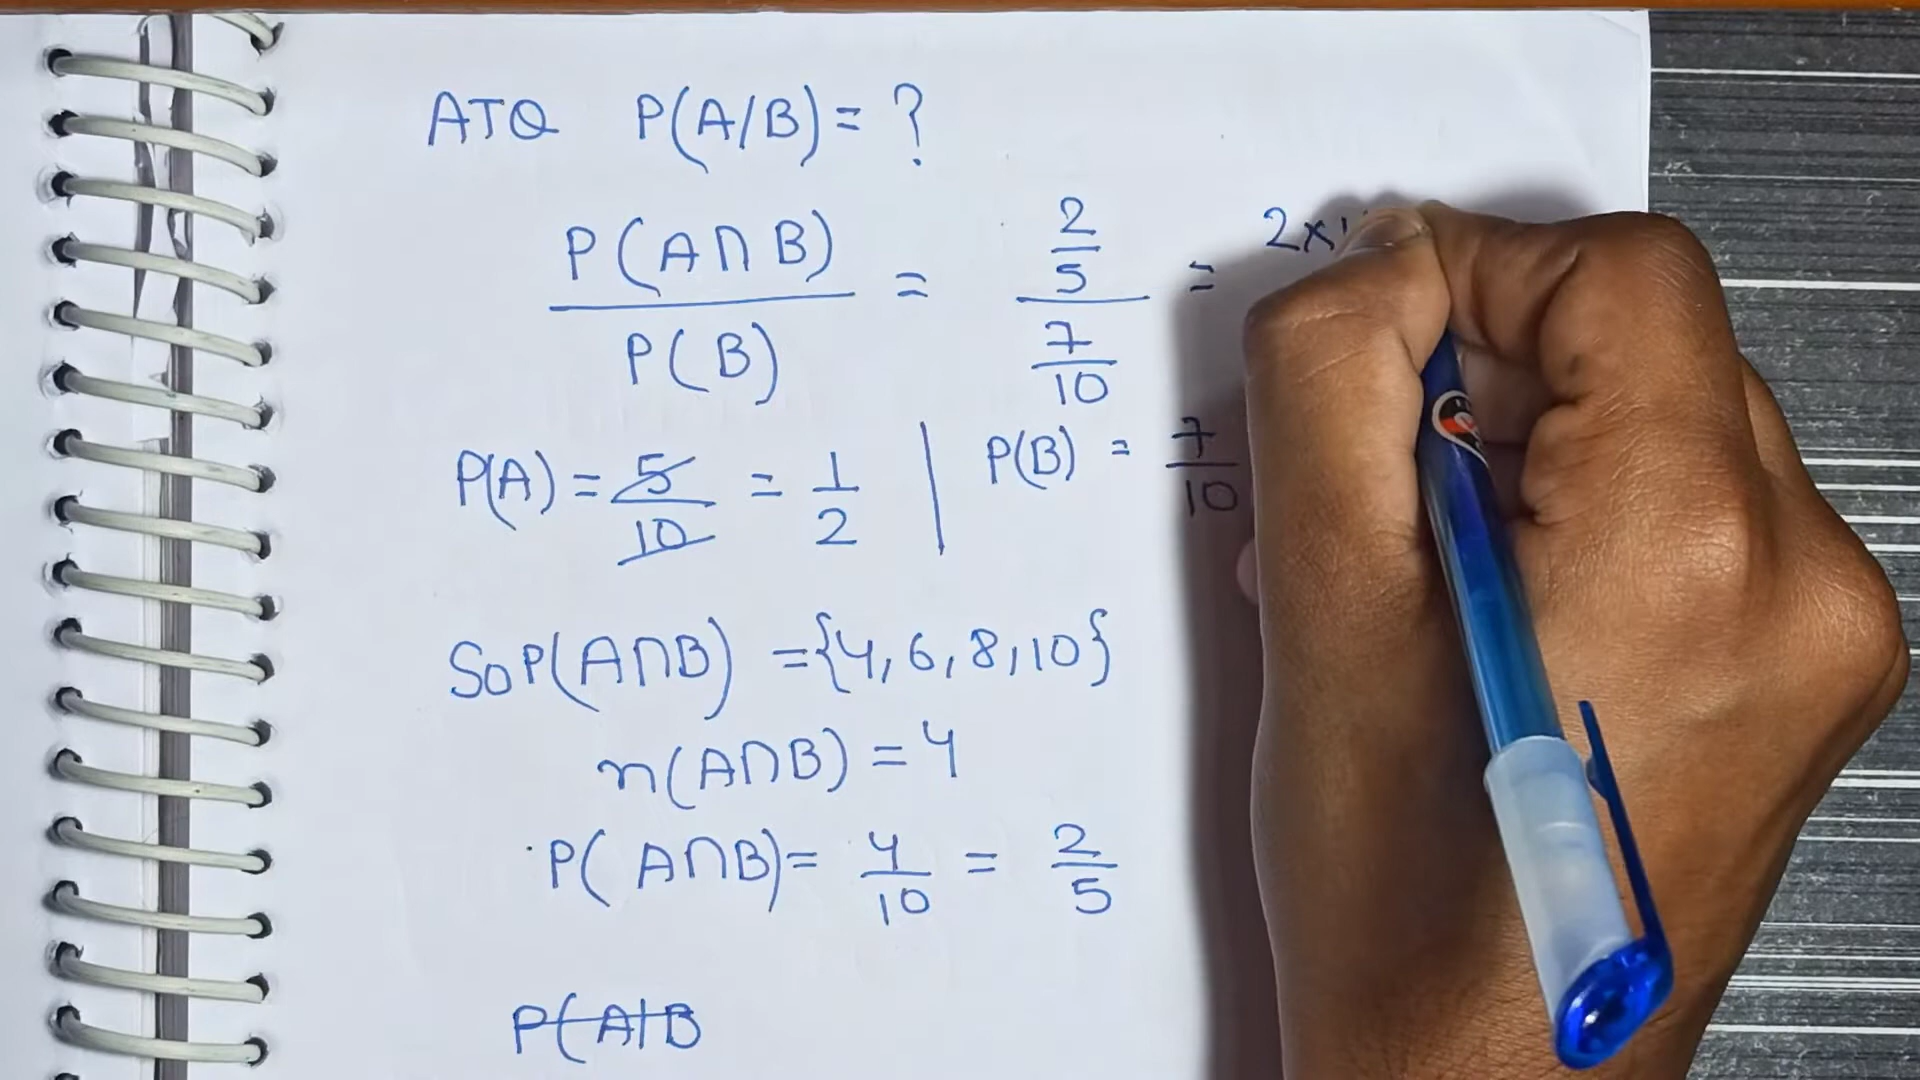 ATQ P(A/B) = ?
P(A∩B) / P(B) = 2/5 / 7/10 = 2×
P(A) = 5/10 = 1/2 | P(B) = 7/10
So P(A∩B) = {4, 6, 8, 10}
n(A∩B) = 4
P(A∩B) = 4/10 = 2/5
P(A|B